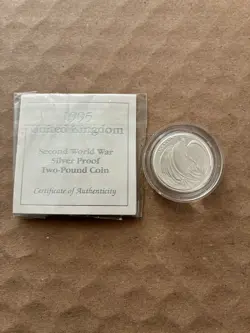 1995
United Kingdom
Second World War
Silver Proof
Two-Pound Coin
Certificate of Authenticity